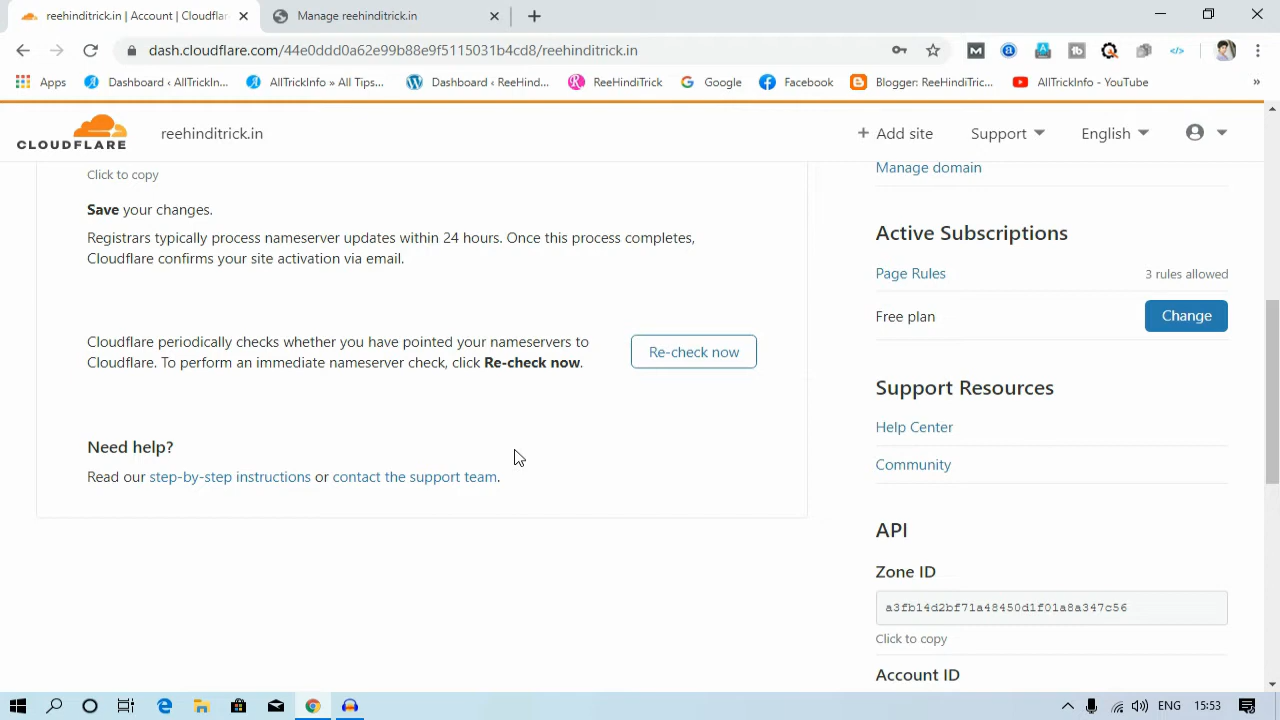 reehinditrick.in | Account | Cloudflar
Manage reehinditrick.in
dash.cloudflare.com/44e0ddd0a62e99b88e9f5115031b4cd8/reehinditrick.in
Apps
Dashboard ‹ AllTrickIn...
AllTrickInfo » All Tips...
Dashboard ‹ ReeHind...
ReeHindiTrick
Google
Facebook
Blogger: ReeHindiTric...
AllTrickInfo - YouTube
»
CLOUDFLARE
reehinditrick.in
+ Add site
Support
English
Click to copy
Save your changes.
Registrars typically process nameserver updates within 24 hours. Once this process completes,
Cloudflare confirms your site activation via email.
Cloudflare periodically checks whether you have pointed your nameservers to
Cloudflare. To perform an immediate nameserver check, click Re-check now.
Re-check now
Need help?
Read our step-by-step instructions or contact the support team.
Manage domain
Active Subscriptions
Page Rules
3 rules allowed
Free plan
Change
Support Resources
Help Center
Community
API
Zone ID
a3fb14d2bf71a48450d1f01a8a347c56
Click to copy
Account ID
ENG
15:53